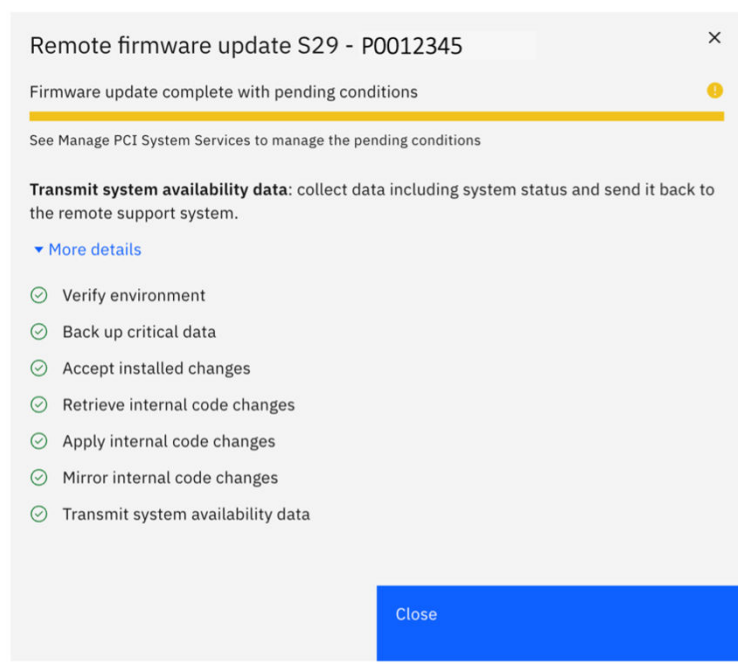 Remote firmware update S29 - P0012345
Firmware update complete with pending conditions
See Manage PCI System Services to manage the pending conditions
Transmit system availability data: collect data including system status and send it back to
the remote support system.
More details
Verify environment
Back up critical data
Accept installed changes
Retrieve internal code changes
Apply internal code changes
Mirror internal code changes
Transmit system availability data
Close